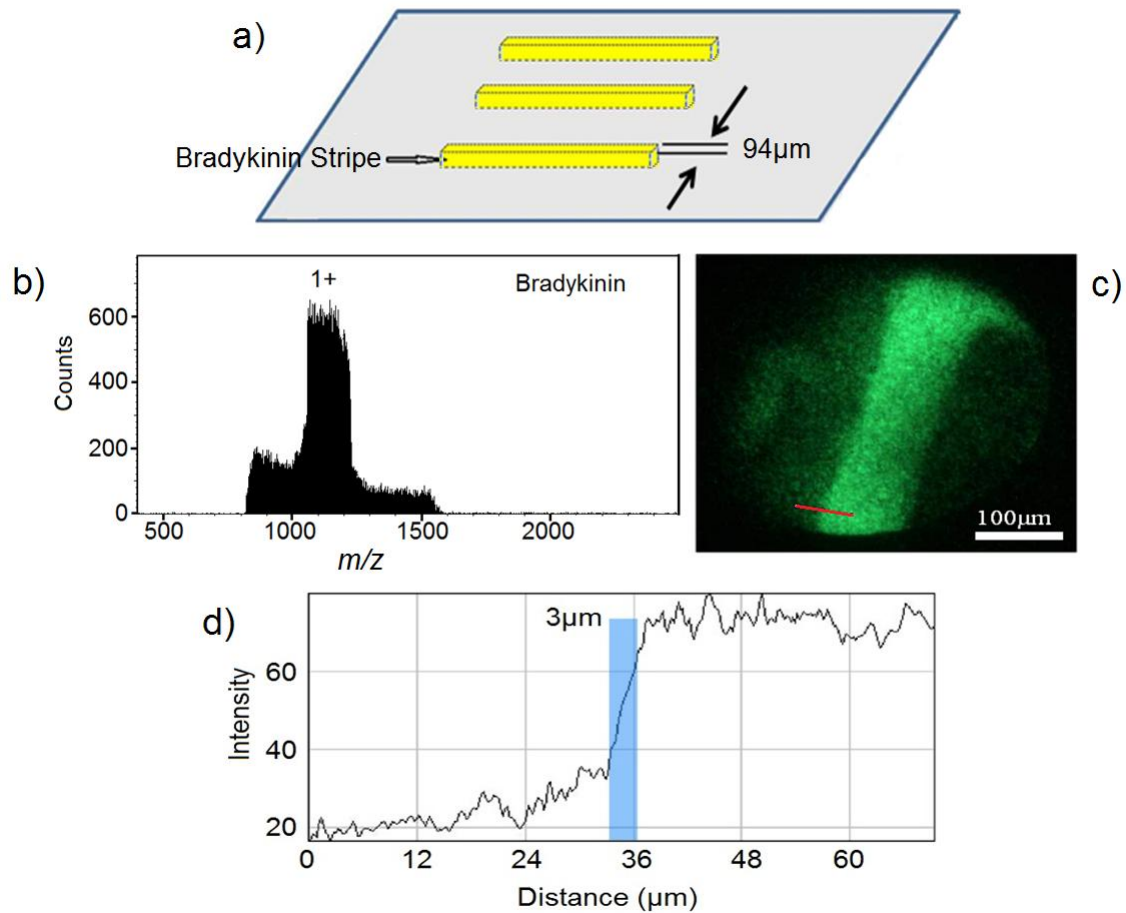 a)
Bradykinin Stripe
94µm
b)
1+
Bradykinin
Counts
600
400
200
0
500
1000
1500
2000
m/z
c)
100µm
d)
3µm
Intensity
60
40
20
0
12
24
36
48
60
Distance (µm)